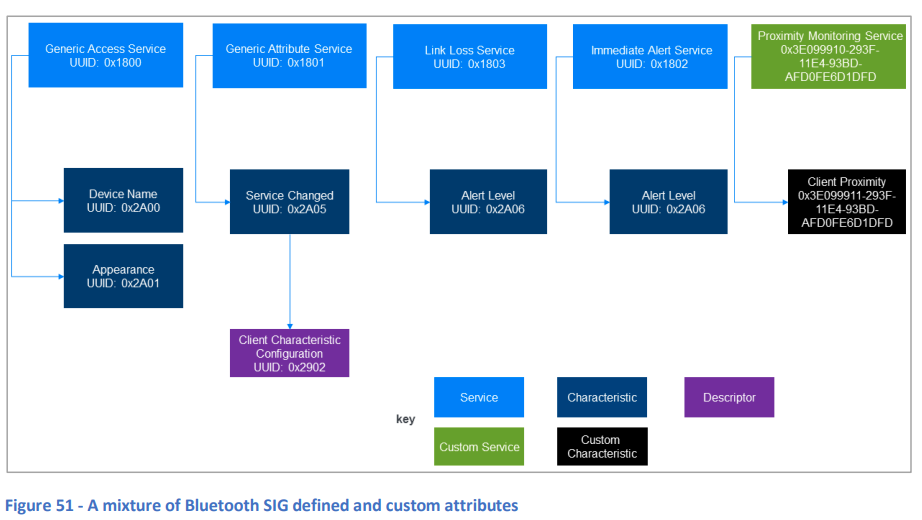 Generic Access Service
UUID: 0x1800
Generic Attribute Service
UUID: 0x1801
Link Loss Service
UUID: 0x1803
Immediate Alert Service
UUID: 0x1802
Proximity Monitoring Service
0x3E099910-293F-
11E4-93BD-
AFD0FE6D1DFD
Device Name
UUID: 0x2A00
Service Changed
UUID: 0x2A05
Alert Level
UUID: 0x2A06
Alert Level
UUID: 0x2A06
Client Proximity
0x3E099911-293F-
11E4-93BD-
AFD0FE6D1DFD
Appearance
UUID: 0x2A01
Client Characteristic
Configuration
UUID: 0x2902
key
Service
Characteristic
Descriptor
Custom Service
Custom
Characteristic
Figure 51 - A mixture of Bluetooth SIG defined and custom attributes